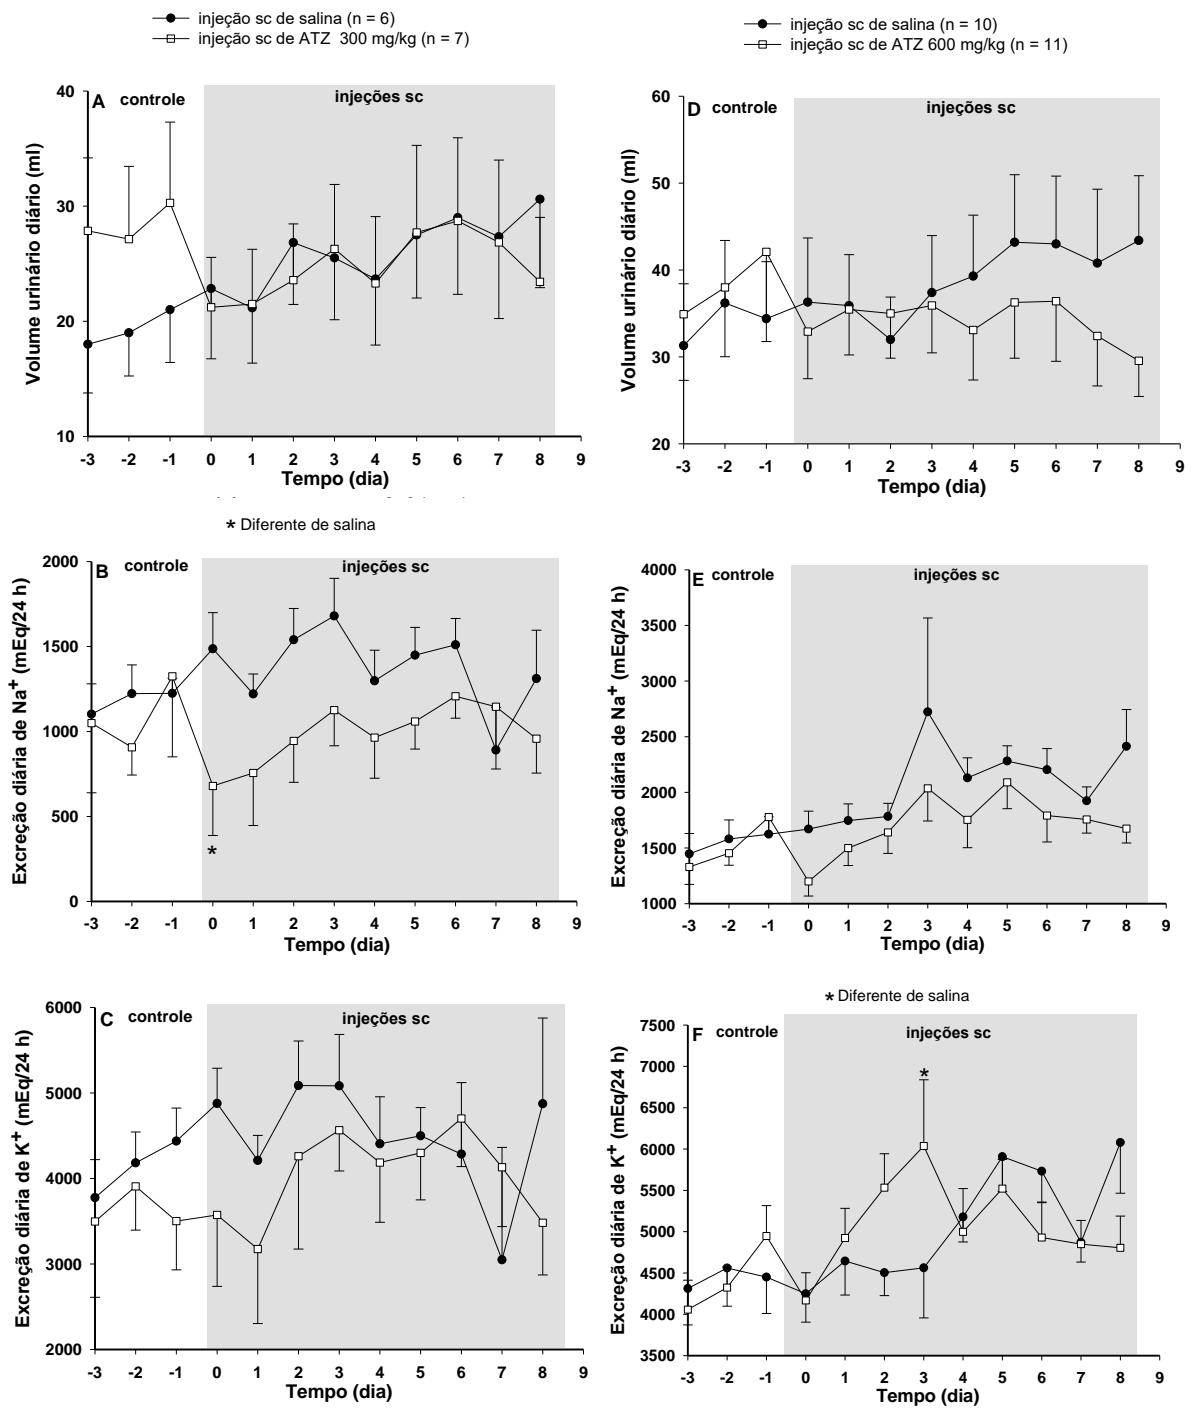 injeção sc de salina (n = 6)
injeção sc de ATZ 300 mg/kg (n = 7)
A controle injeções sc
40
30
20
10
Volume urinário diário (ml)
-3 -2 -1 0 1 2 3 4 5 6 7 8 9
Tempo (dia)
injeção sc de salina (n = 10)
injeção sc de ATZ 600 mg/kg (n = 11)
D controle injeções sc
60
50
40
30
20
Volume urinário diário (ml)
-3 -2 -1 0 1 2 3 4 5 6 7 8 9
Tempo (dia)
* Diferente de salina
B controle injeções sc
2000
1500
1000
500
0
Excreção diária de Na+ (mEq/24 h)
*
-3 -2 -1 0 1 2 3 4 5 6 7 8 9
Tempo (dia)
E controle injeções sc
4000
3500
3000
2500
2000
1500
1000
Excreção diária de Na+ (mEq/24 h)
-3 -2 -1 0 1 2 3 4 5 6 7 8 9
Tempo (dia)
C controle injeções sc
6000
5000
4000
3000
2000
Excreção diária de K+ (mEq/24 h)
-3 -2 -1 0 1 2 3 4 5 6 7 8 9
Tempo (dia)
* Diferente de salina
F controle injeções sc
7500
7000
6500
6000
5500
5000
4500
4000
3500
Excreção diária de K+ (mEq/24 h)
*
-3 -2 -1 0 1 2 3 4 5 6 7 8 9
Tempo (dia)